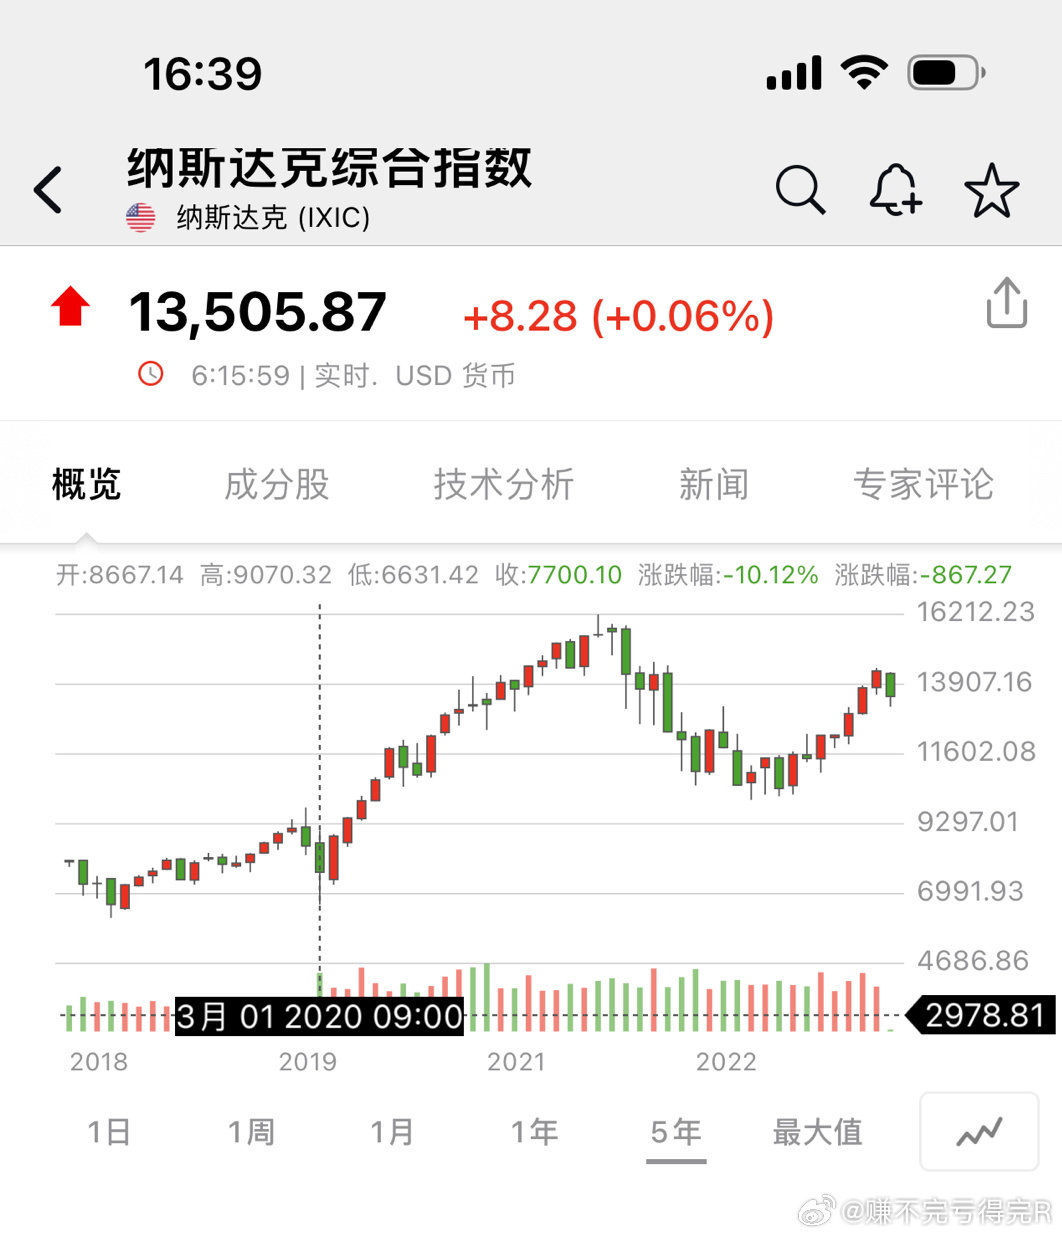 16:39
纳斯达克综合指数
纳斯达克 (IXIC)
13,505.87 +8.28 (+0.06%)
6:15:59 | 实时. USD 货币
概览 成分股 技术分析 新闻 专家评论
开:8667.14 高:9070.32 低:6631.42 收:7700.10 涨跌幅:-10.12% 涨跌幅:-867.27
16212.23
13907.16
11602.08
9297.01
6991.93
4686.86
3月 01 2020 09:00 2978.81
2018 2019 2021 2022
1日 1周 1月 1年 5年 最大值
@赚不完亏得完R